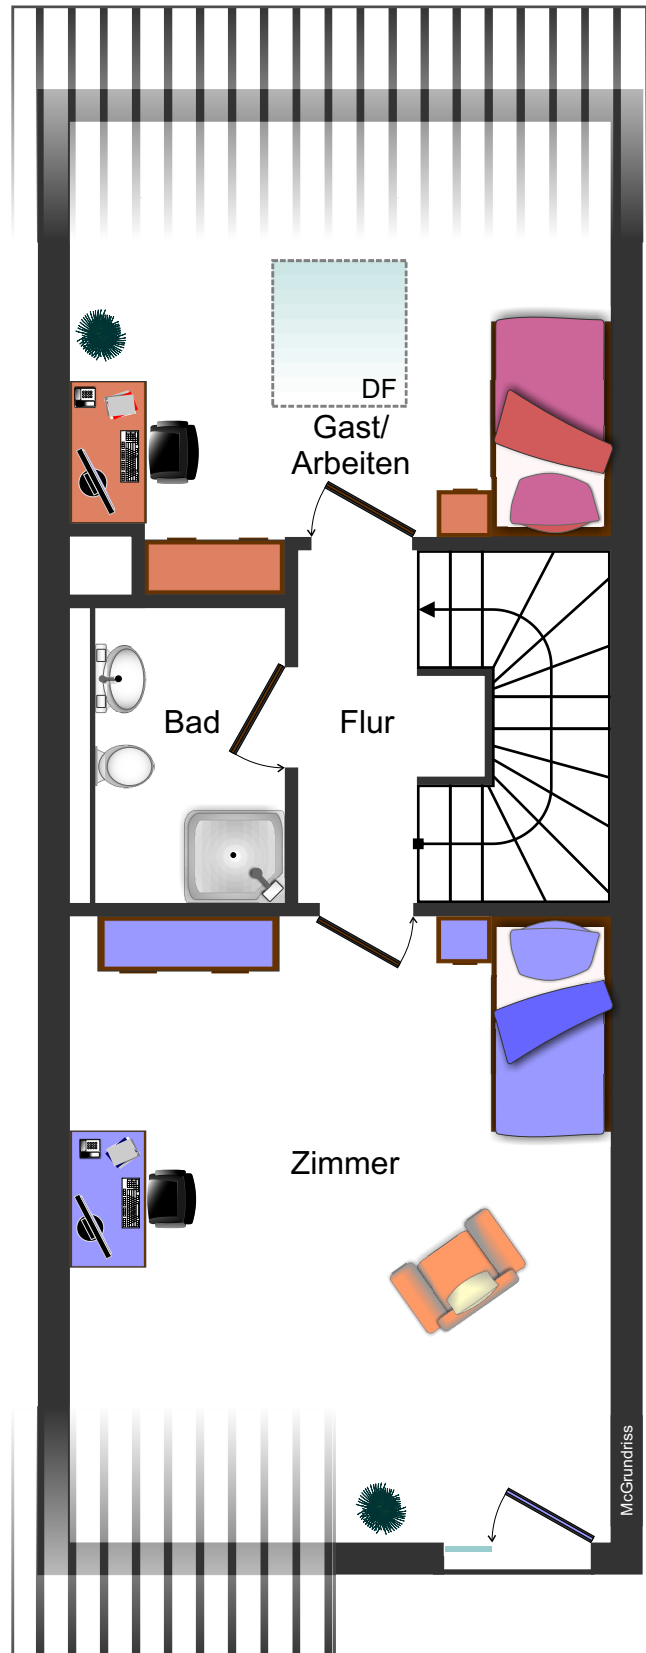 DF
Gast/
Arbeiten
Bad
Flur
Zimmer
McGrundriss